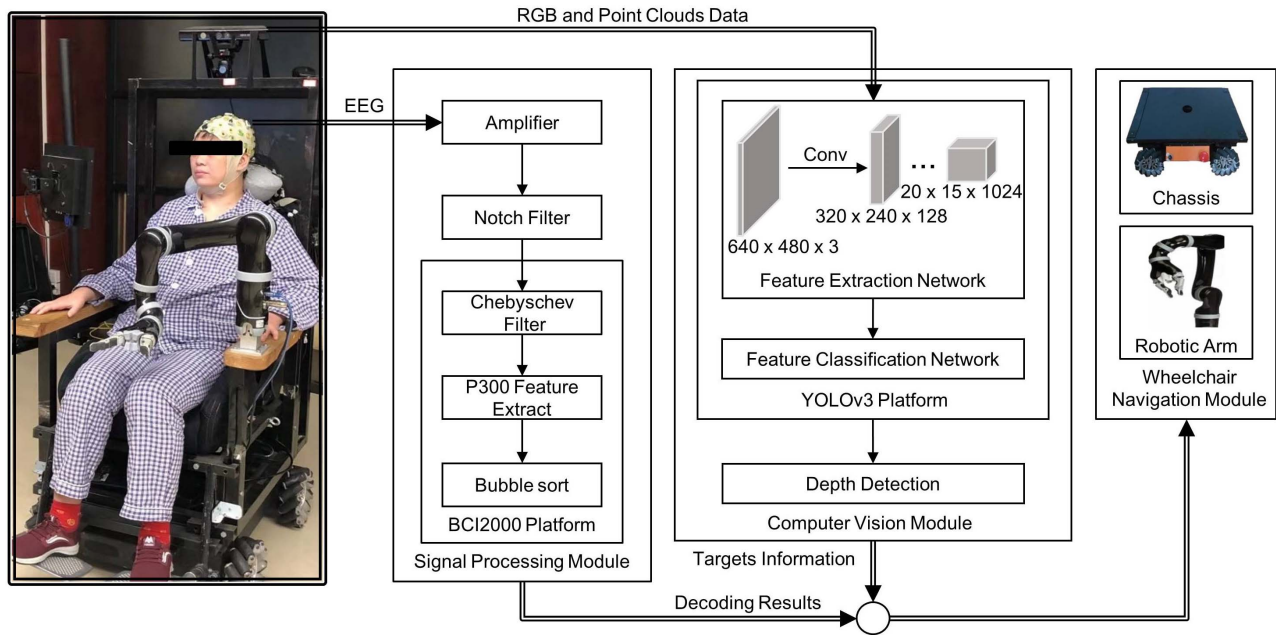 RGB and Point Clouds Data
EEG
Amplifier
Notch Filter
Chebyschev
Filter
P300 Feature
Extract
Bubble sort
BCI2000 Platform
Signal Processing Module
Conv
...
20 x 15 x 1024
320 x 240 x 128
640 x 480 x 3
Feature Extraction Network
Feature Classification Network
YOLOv3 Platform
Depth Detection
Computer Vision Module
Chassis
Robotic Arm
Wheelchair
Navigation Module
Targets Information
Decoding Results